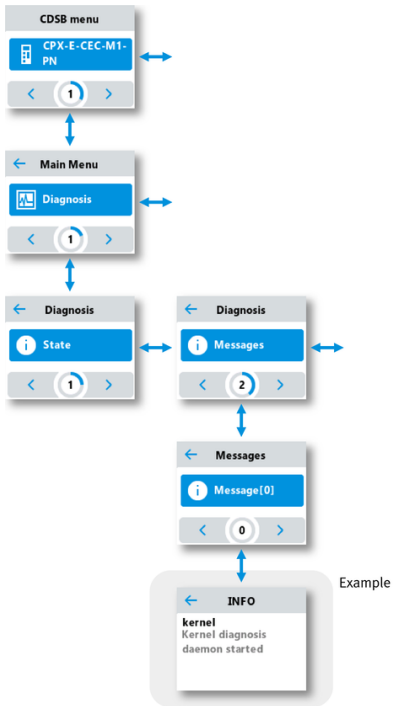 CDSB menu
CPX-E-CEC-M1-
PN
1
Main Menu
Diagnosis
1
Diagnosis
State
1
Diagnosis
Messages
2
Messages
Message[0]
0
Example
INFO
kernel
Kernel diagnosis
daemon started